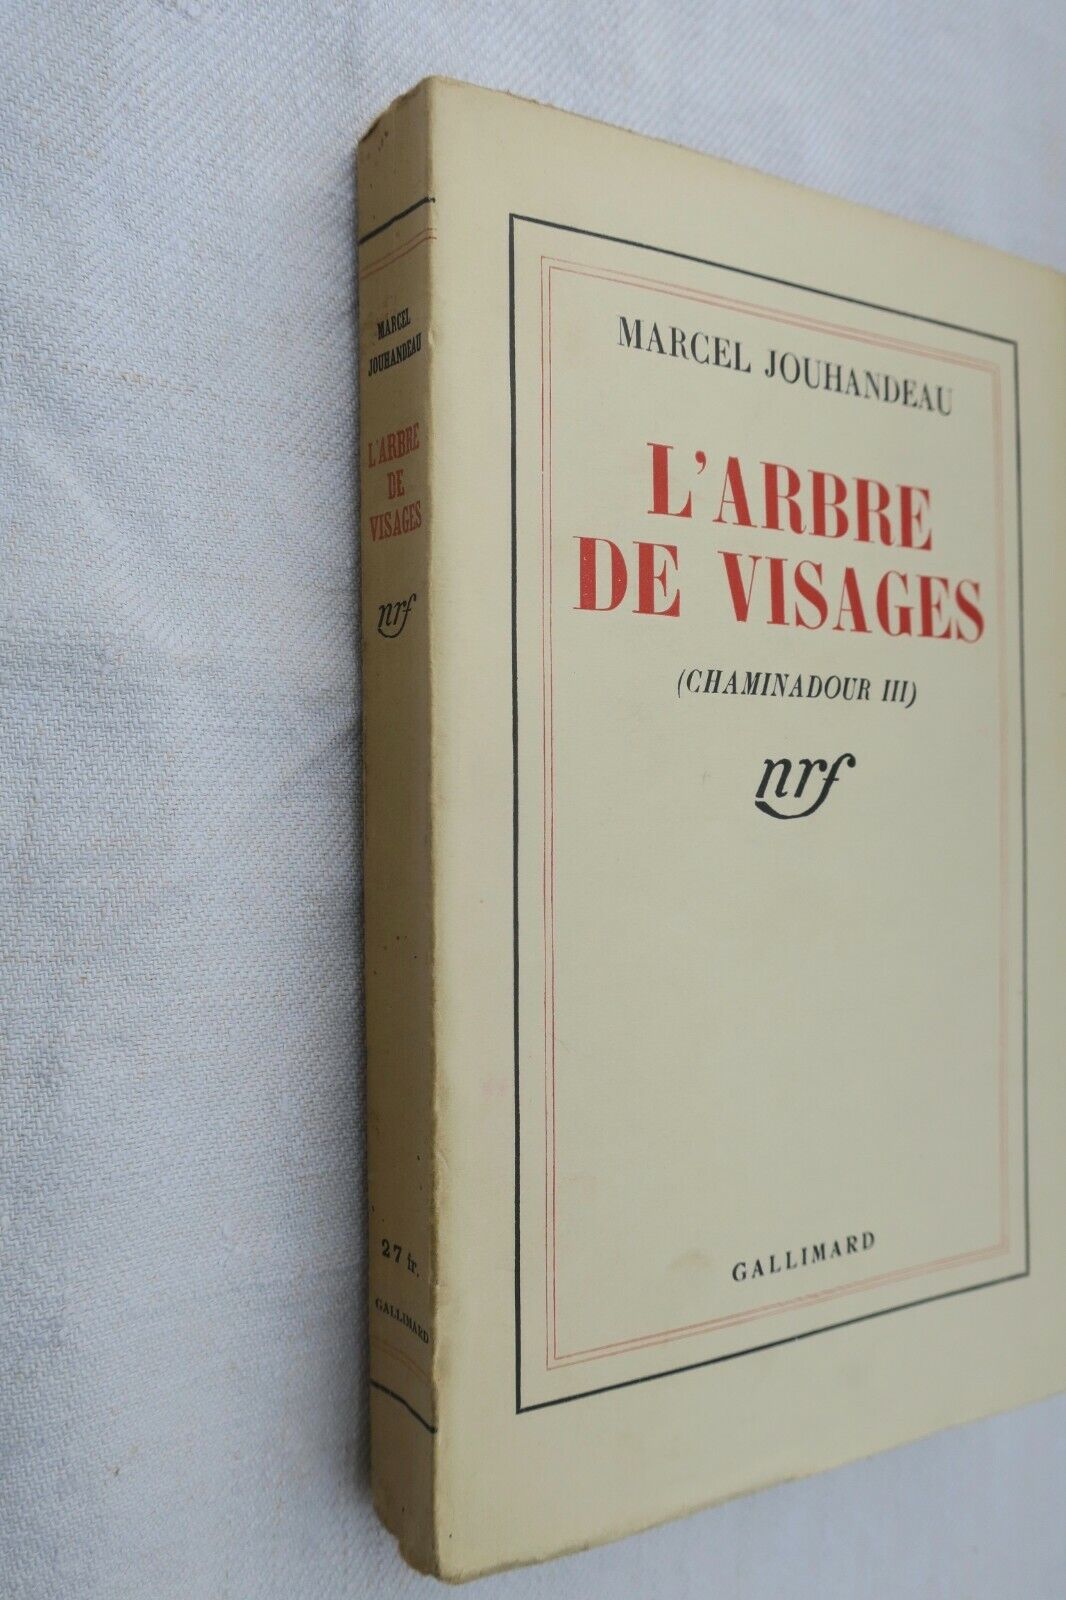 MARCEL
JOUHANDEAU
L'ARBRE
DE
VISAGES
nrf
27 fr.
GALLIMARD
MARCEL JOUHANDEAU
L'ARBRE
DE VISAGES
(CHAMINADOUR III)
nrf
GALLIMARD